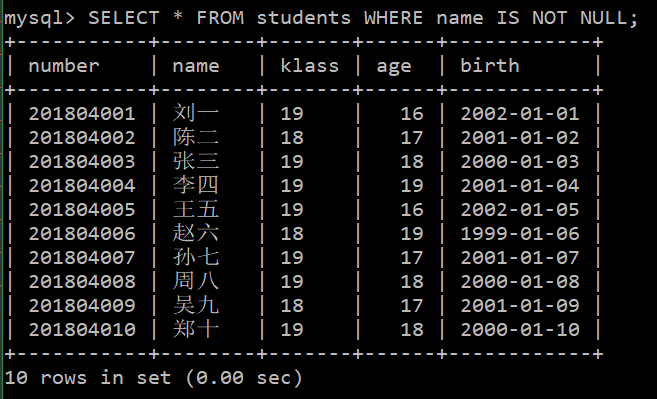 mysql> SELECT * FROM students WHERE name IS NOT NULL;
+-----------+--------+-------+------+------------+
| number    | name   | klass | age  | birth      |
+-----------+--------+-------+------+------------+
| 201804001 | 刘一   | 19    |   16 | 2002-01-01 |
| 201804002 | 陈二   | 18    |   17 | 2001-01-02 |
| 201804003 | 张三   | 19    |   18 | 2000-01-03 |
| 201804004 | 李四   | 19    |   19 | 2001-01-04 |
| 201804005 | 王五   | 19    |   16 | 2002-01-05 |
| 201804006 | 赵六   | 18    |   19 | 1999-01-06 |
| 201804007 | 孙七   | 19    |   17 | 2001-01-07 |
| 201804008 | 周八   | 19    |   18 | 2000-01-08 |
| 201804009 | 吴九   | 18    |   17 | 2001-01-09 |
| 201804010 | 郑十   | 19    |   18 | 2000-01-10 |
+-----------+--------+-------+------+------------+
10 rows in set (0.00 sec)